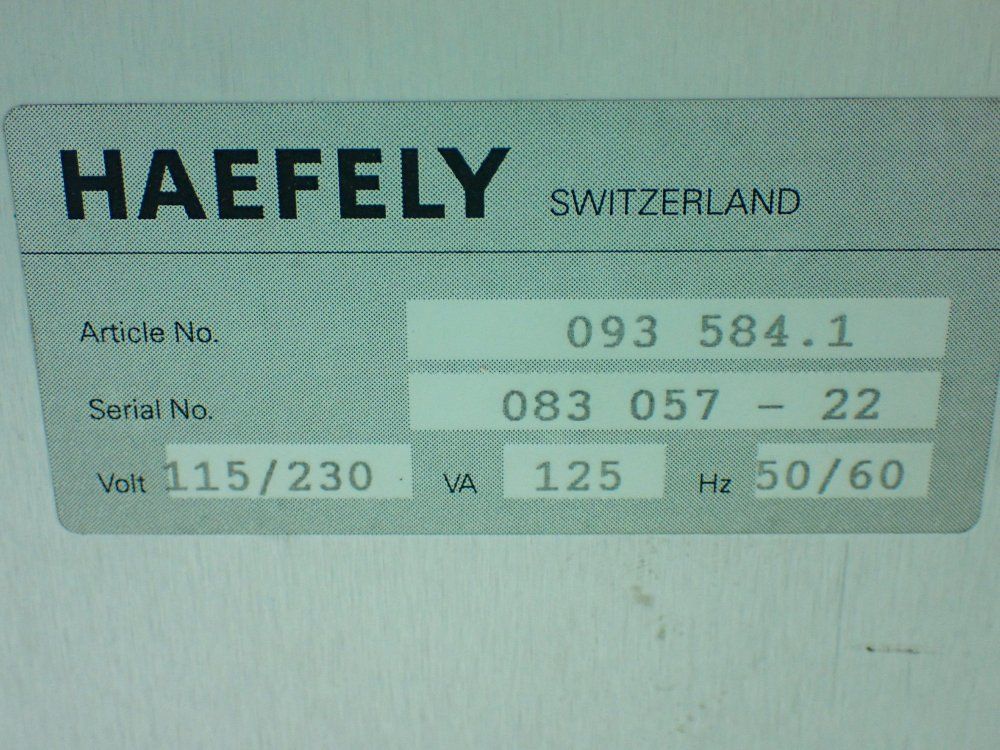 HAEFELY SWITZERLAND
Article No. 093 584.1
Serial No. 083 057 - 22
Volt 115/230 VA 125 Hz 50/60